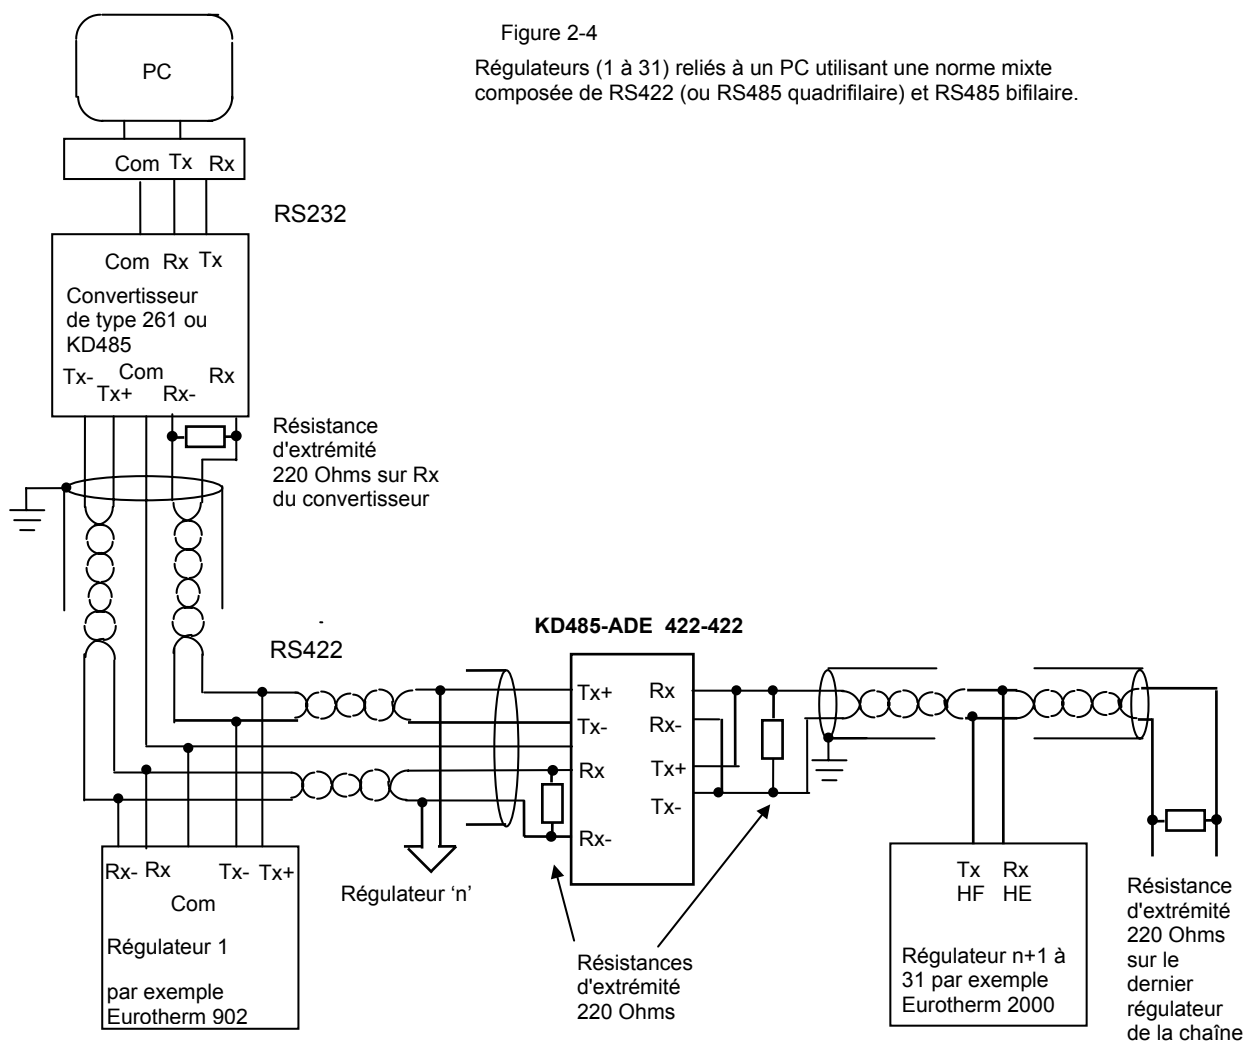 Figure 2-4
Régulateurs (1 à 31) reliés à un PC utilisant une norme mixte
composée de RS422 (ou RS485 quadrifilaire) et RS485 bifilaire.
PC
Com Tx Rx
RS232
Com Rx Tx
Convertisseur
de type 261 ou
KD485
Tx- Com Rx
Tx+ Rx-
Résistance
d'extrémité
220 Ohms sur Rx
du convertisseur
RS422
KD485-ADE 422-422
Tx+ Rx
Tx- Rx-
Rx Tx+
Tx-
Rx-
Régulateur ‘n’
Rx- Rx Tx- Tx+
Com
Régulateur 1
par exemple
Eurotherm 902
Résistances
d'extrémité
220 Ohms
Tx Rx
HF HE
Régulateur n+1 à
31 par exemple
Eurotherm 2000
Résistance
d'extrémité
220 Ohms
sur le
dernier
régulateur
de la chaîne